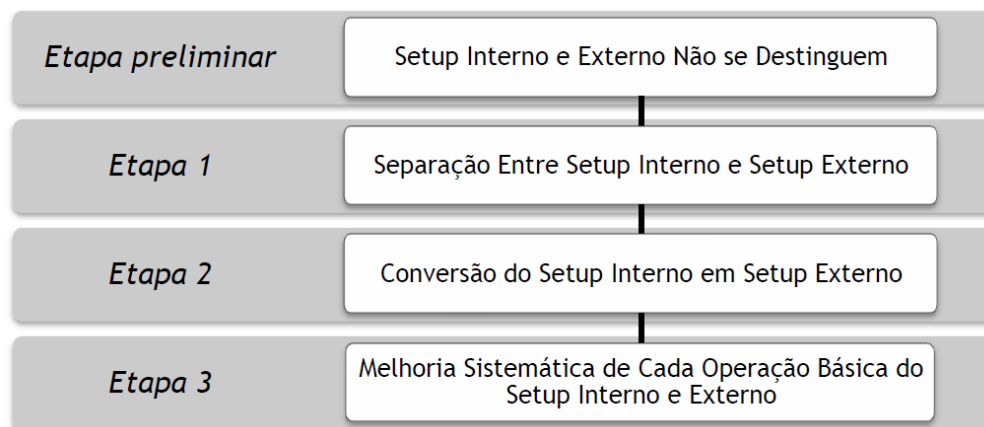 Etapa preliminar
Setup Interno e Externo Não se Destinguem
Etapa 1
Separação Entre Setup Interno e Setup Externo
Etapa 2
Conversão do Setup Interno em Setup Externo
Etapa 3
Melhoria Sistemática de Cada Operação Básica do
Setup Interno e Externo